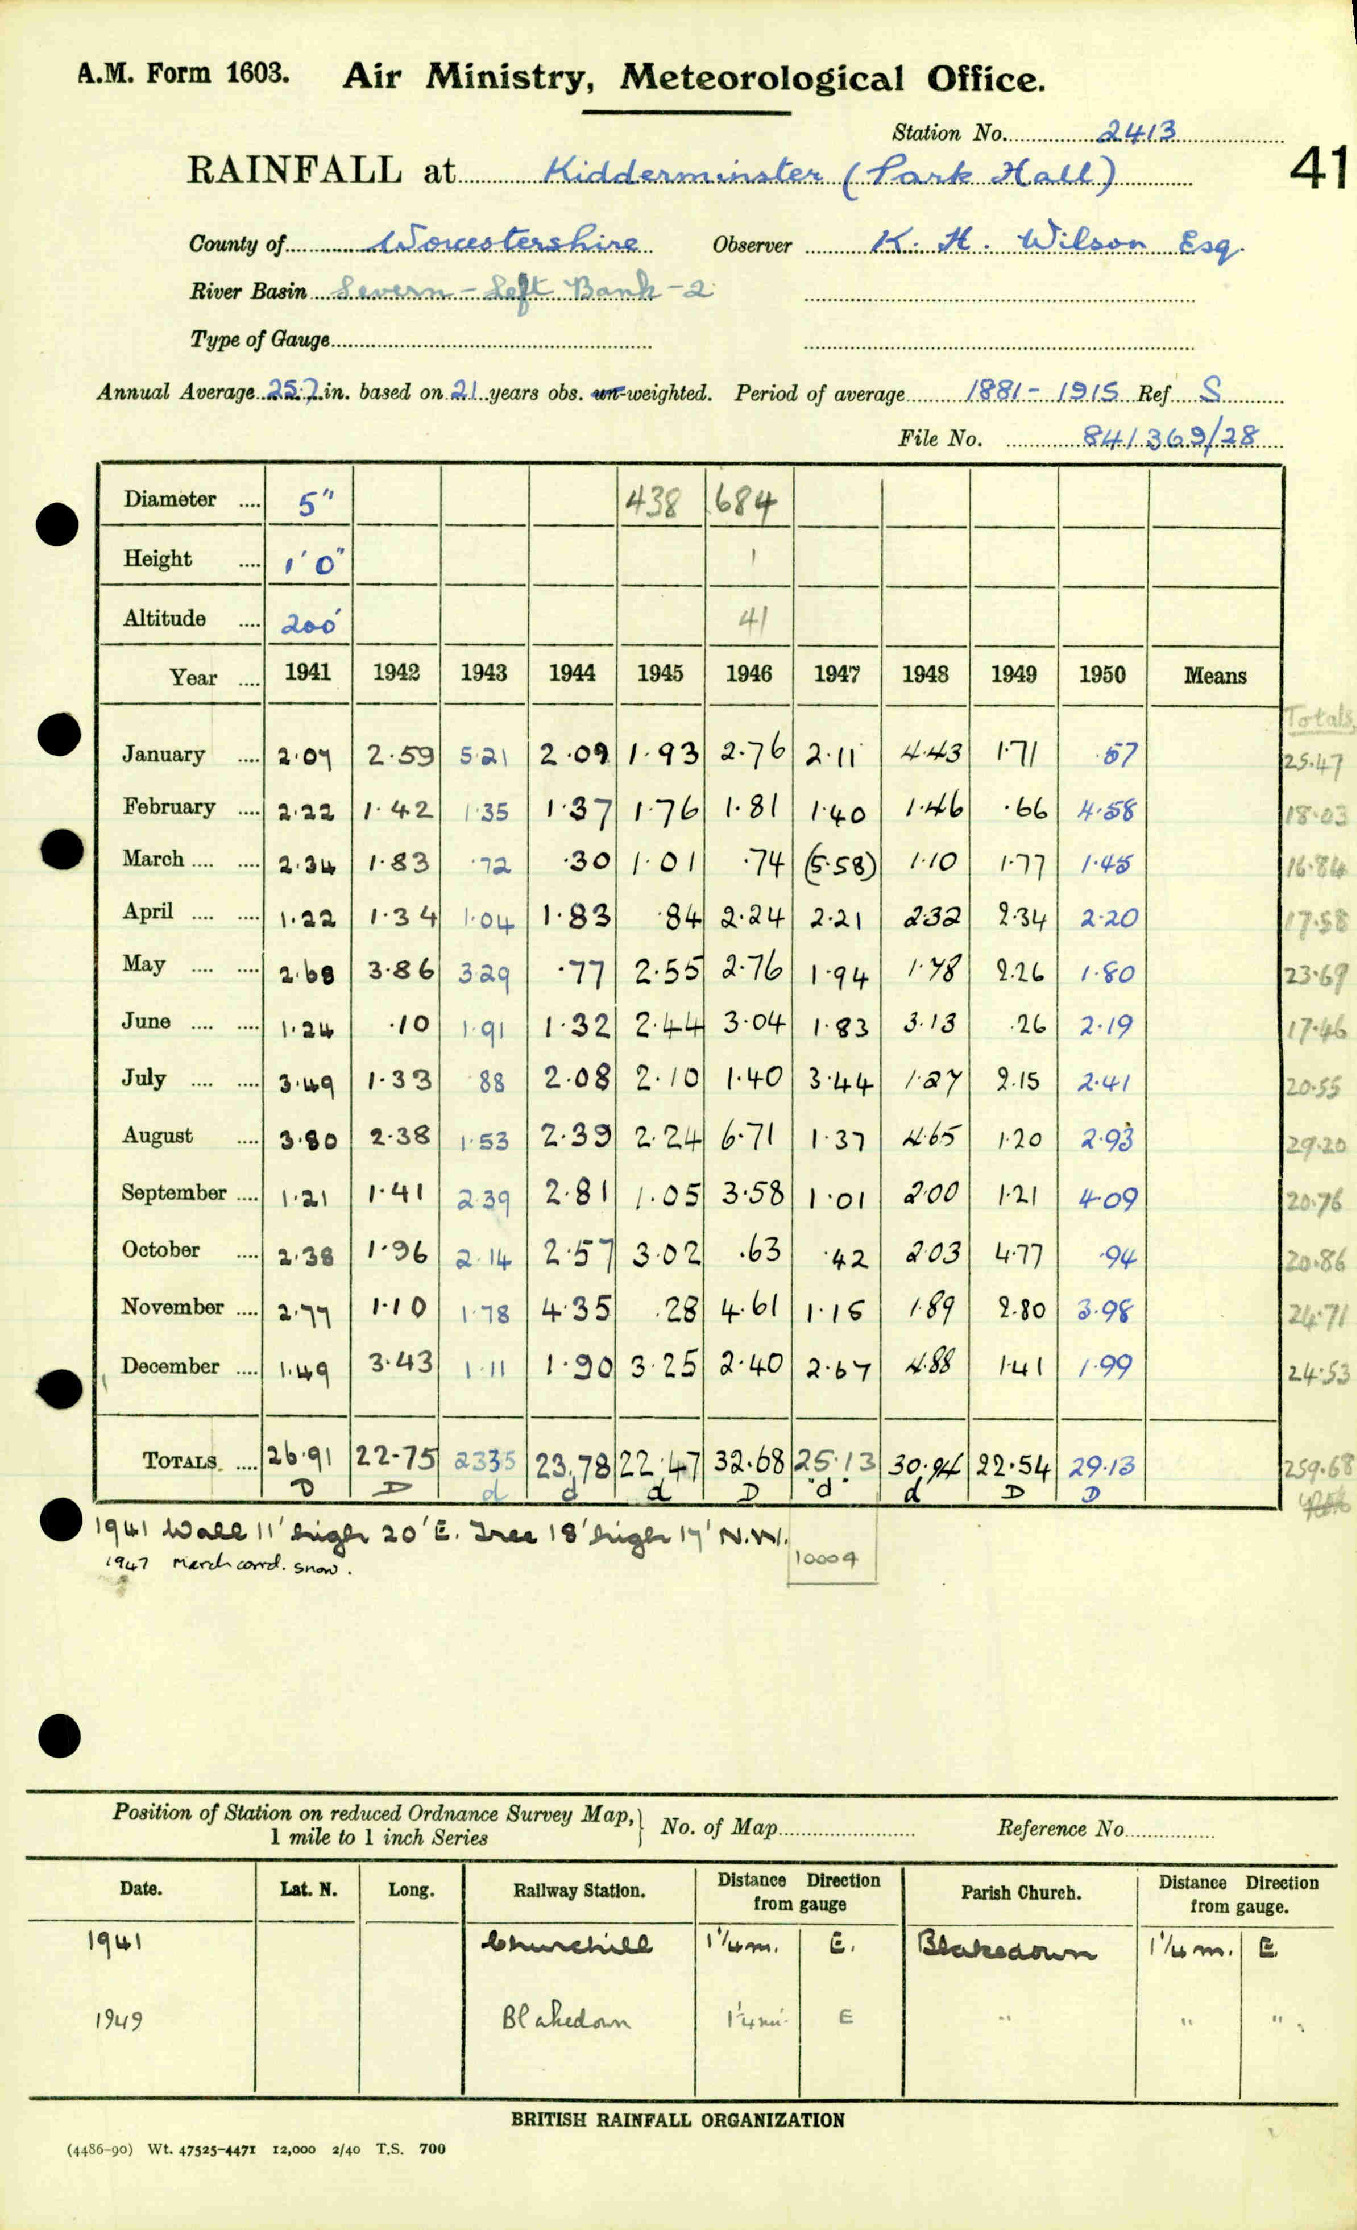 A.M. Form 1603. Air Ministry, Meteorological Office.
Station No. 2413
41
RAINFALL at Kidderminster (Park Hall)
County of Worcestershire Observer K. H. Wilson Esq.
River Basin Severn - Left Bank - 2
Type of Gauge
Annual Average 25.7 in. based on 21 years obs. un-weighted. Period of average 1881 - 1915 Ref S
File No. 841369/28
Diameter .... 5" 438 684
Height .... 1' 0" 1
Altitude .... 200' 41
Year .... 1941 1942 1943 1944 1945 1946 1947 1948 1949 1950 Means
Totals
January .... 2.07 2.59 5.21 2.09 1.93 2.76 2.11 4.43 1.71 .57 25.47
February .... 2.22 1.42 1.35 1.37 1.76 1.81 1.40 1.46 .66 4.58 18.03
March .... .... 2.34 1.83 .72 .30 1.01 .74 (5.58) 1.10 1.77 1.45 16.84
April .... .... 1.22 1.34 1.04 1.83 .84 2.24 2.21 2.32 2.34 2.20 17.58
May .... .... 2.68 3.86 3.29 .77 2.55 2.76 1.94 1.78 2.26 1.80 23.69
June .... .... 1.24 .10 1.91 1.32 2.44 3.04 1.83 3.13 .26 2.19 17.46
July .... .... 3.49 1.33 .88 2.08 2.10 1.40 3.44 1.27 2.15 2.41 20.55
August .... 3.80 2.38 1.53 2.39 2.24 6.71 1.37 4.65 1.20 2.93 29.20
September .... 1.21 1.41 2.39 2.81 1.05 3.58 1.01 2.00 1.21 4.09 20.76
October .... 2.38 1.96 2.14 2.57 3.02 .63 .42 2.03 4.77 .94 20.86
November .... 2.77 1.10 1.78 4.35 .28 4.61 1.15 1.89 2.80 3.98 24.71
December .... 1.49 3.43 1.11 1.90 3.25 2.40 2.67 4.88 1.41 1.99 24.53
TOTALS .... 26.91 22.75 23.35 23.78 22.47 32.68 25.13 30.94 22.54 29.13 259.68
D D d d d D d d D D
1941 Wall 11' high 20' E. Tree 18' high 17' N.W.
1947 March corrd. snow.
10009
Position of Station on reduced Ordnance Survey Map, 1 mile to 1 inch Series } No. of Map Reference No.
Date. Lat. N. Long. Railway Station. Distance Direction from gauge Parish Church. Distance Direction from gauge.
1941 Churchill 1 1/4 m. E. Blakedown 1 1/4 m. E
1949 Blakedown 1 1/4 mi E " " "
BRITISH RAINFALL ORGANIZATION
(4486-90) Wt. 47525-4471 12,000 2/40 T.S. 700